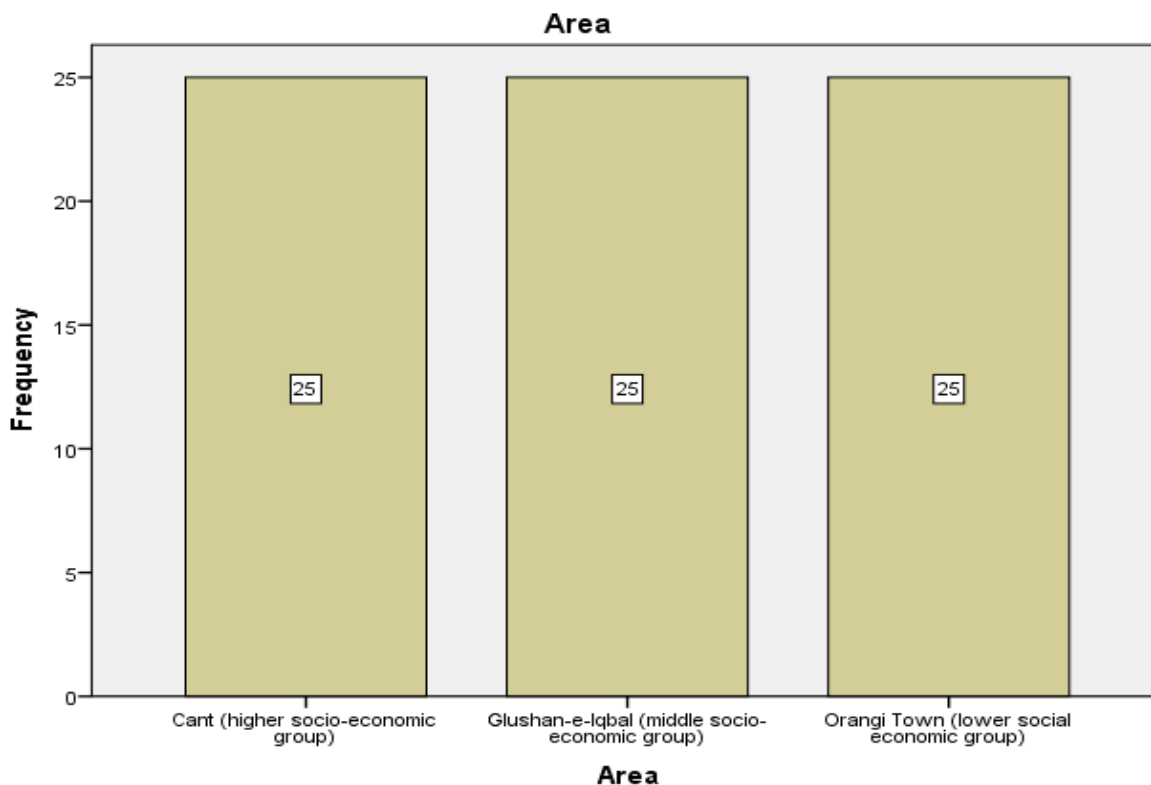 Area
Frequency
25
20
15
10
5
0
25
25
25
Cant (higher socio-economic
group)
Glushan-e-Iqbal (middle socio-
economic group)
Orangi Town (lower social
economic group)
Area